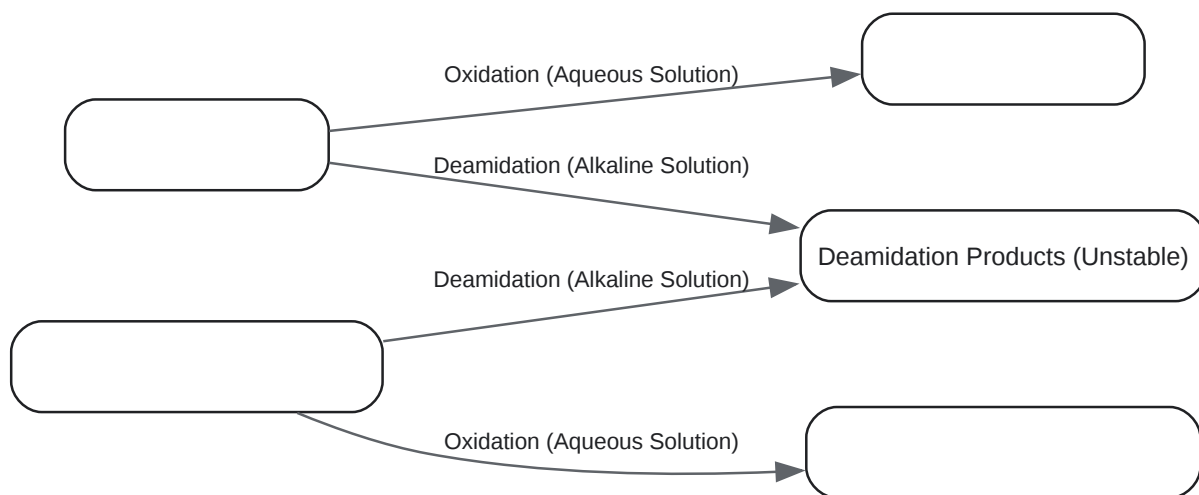 Oxidation (Aqueous Solution)
Deamidation (Alkaline Solution)
Deamidation Products (Unstable)
Deamidation (Alkaline Solution)
Oxidation (Aqueous Solution)